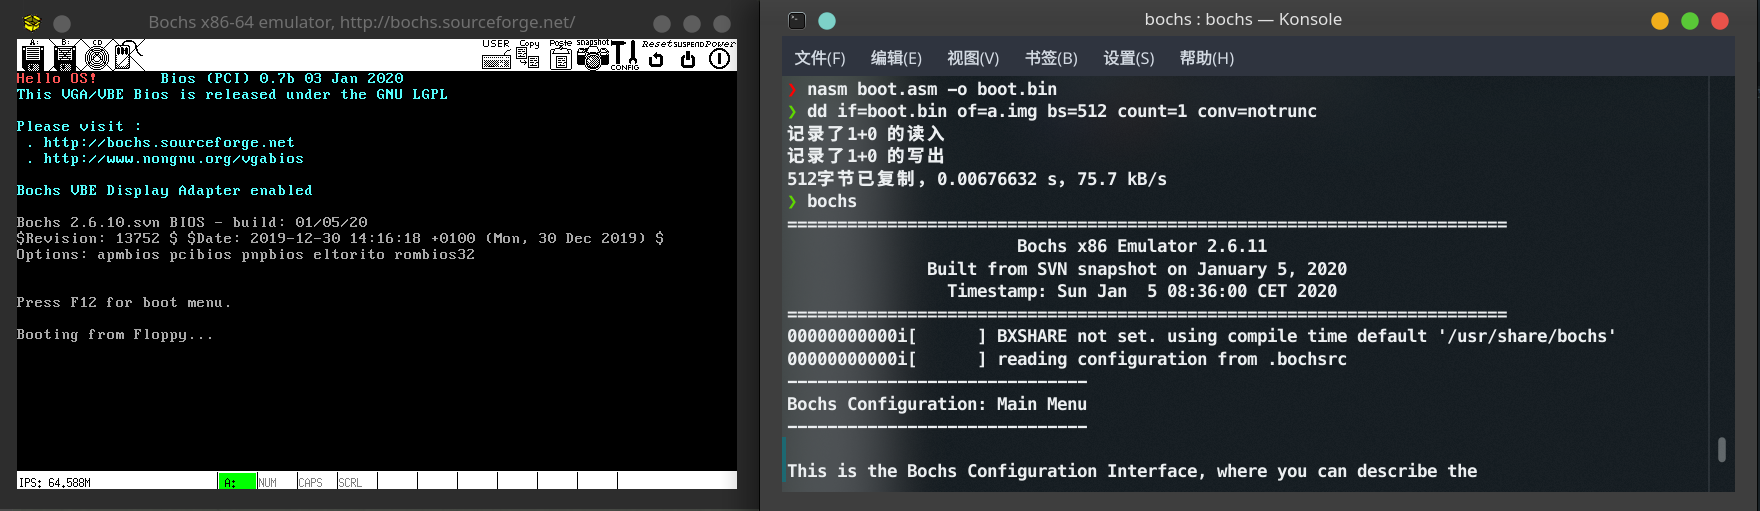 Bochs x86-64 emulator, http://bochs.sourceforge.net/
A: B: CD USER Copy Paste snapshot CONFIG Reset SUSPEND Power
Hello OS! Bios (PCI) 0.7b 03 Jan 2020
This VGA/VBE Bios is released under the GNU LGPL
Please visit :
. http://bochs.sourceforge.net
. http://www.nongnu.org/vgabios
Bochs VBE Display Adapter enabled
Bochs 2.6.10.svn BIOS - build: 01/05/20
$Revision: 13752 $ $Date: 2019-12-30 14:16:18 +0100 (Mon, 30 Dec 2019) $
Options: apmbios pcibios pnpbios eltorito rombios32
Press F12 for boot menu.
Booting from Floppy...
IPS: 64.588M A: NUM CAPS SCRL
bochs : bochs — Konsole
文件(F) 编辑(E) 视图(V) 书签(B) 设置(S) 帮助(H)
❯ nasm boot.asm -o boot.bin
❯ dd if=boot.bin of=a.img bs=512 count=1 conv=notrunc
记录了1+0 的读入
记录了1+0 的写出
512字节已复制, 0.00676632 s, 75.7 kB/s
❯ bochs
========================================================================
Bochs x86 Emulator 2.6.11
Built from SVN snapshot on January 5, 2020
Timestamp: Sun Jan  5 08:36:00 CET 2020
========================================================================
00000000000i[      ] BXSHARE not set. using compile time default '/usr/share/bochs'
00000000000i[      ] reading configuration from .bochsrc
------------------------------
Bochs Configuration: Main Menu
------------------------------
This is the Bochs Configuration Interface, where you can describe the